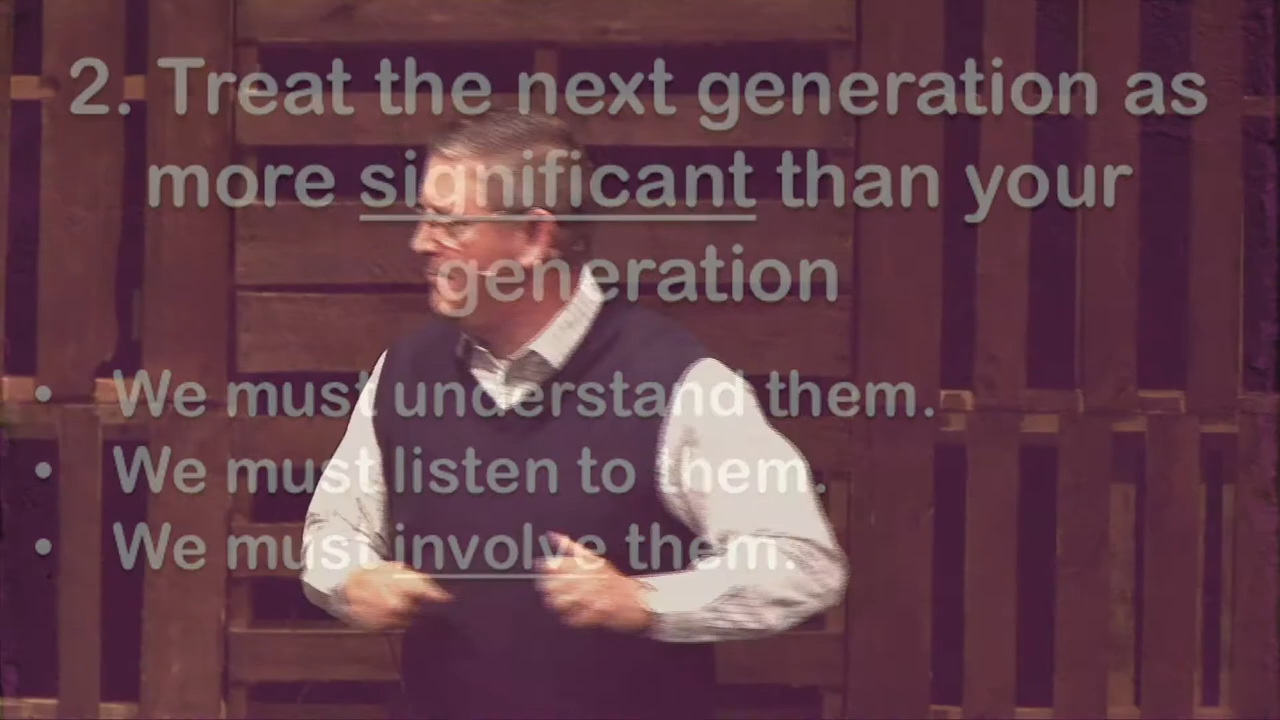 2. Treat the next generation as
more significant than your
generation
• We must understand them.
• We must listen to them.
• We must involve them.